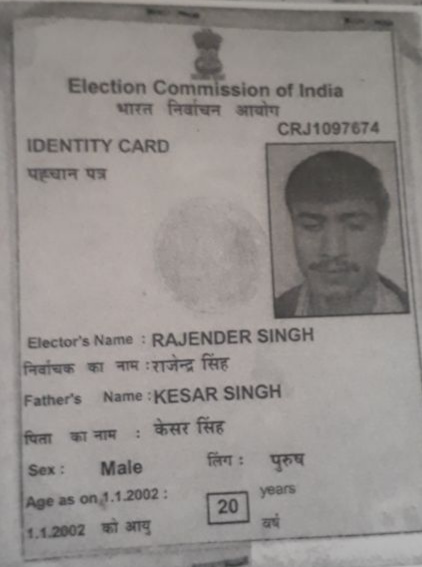 Election Commission of India
भारत निर्वाचन आयोग
CRJ1097674
IDENTITY CARD
पहचान पत्र
Elector's Name : RAJENDER SINGH
निर्वाचक का नाम :राजेन्द्र सिंह
Father's Name :KESAR SINGH
पिता का नाम : केसर सिंह
Sex : Male लिंग : पुरुष
Age as on 1.1.2002 : 20 years
1.1.2002 को आयु वर्ष